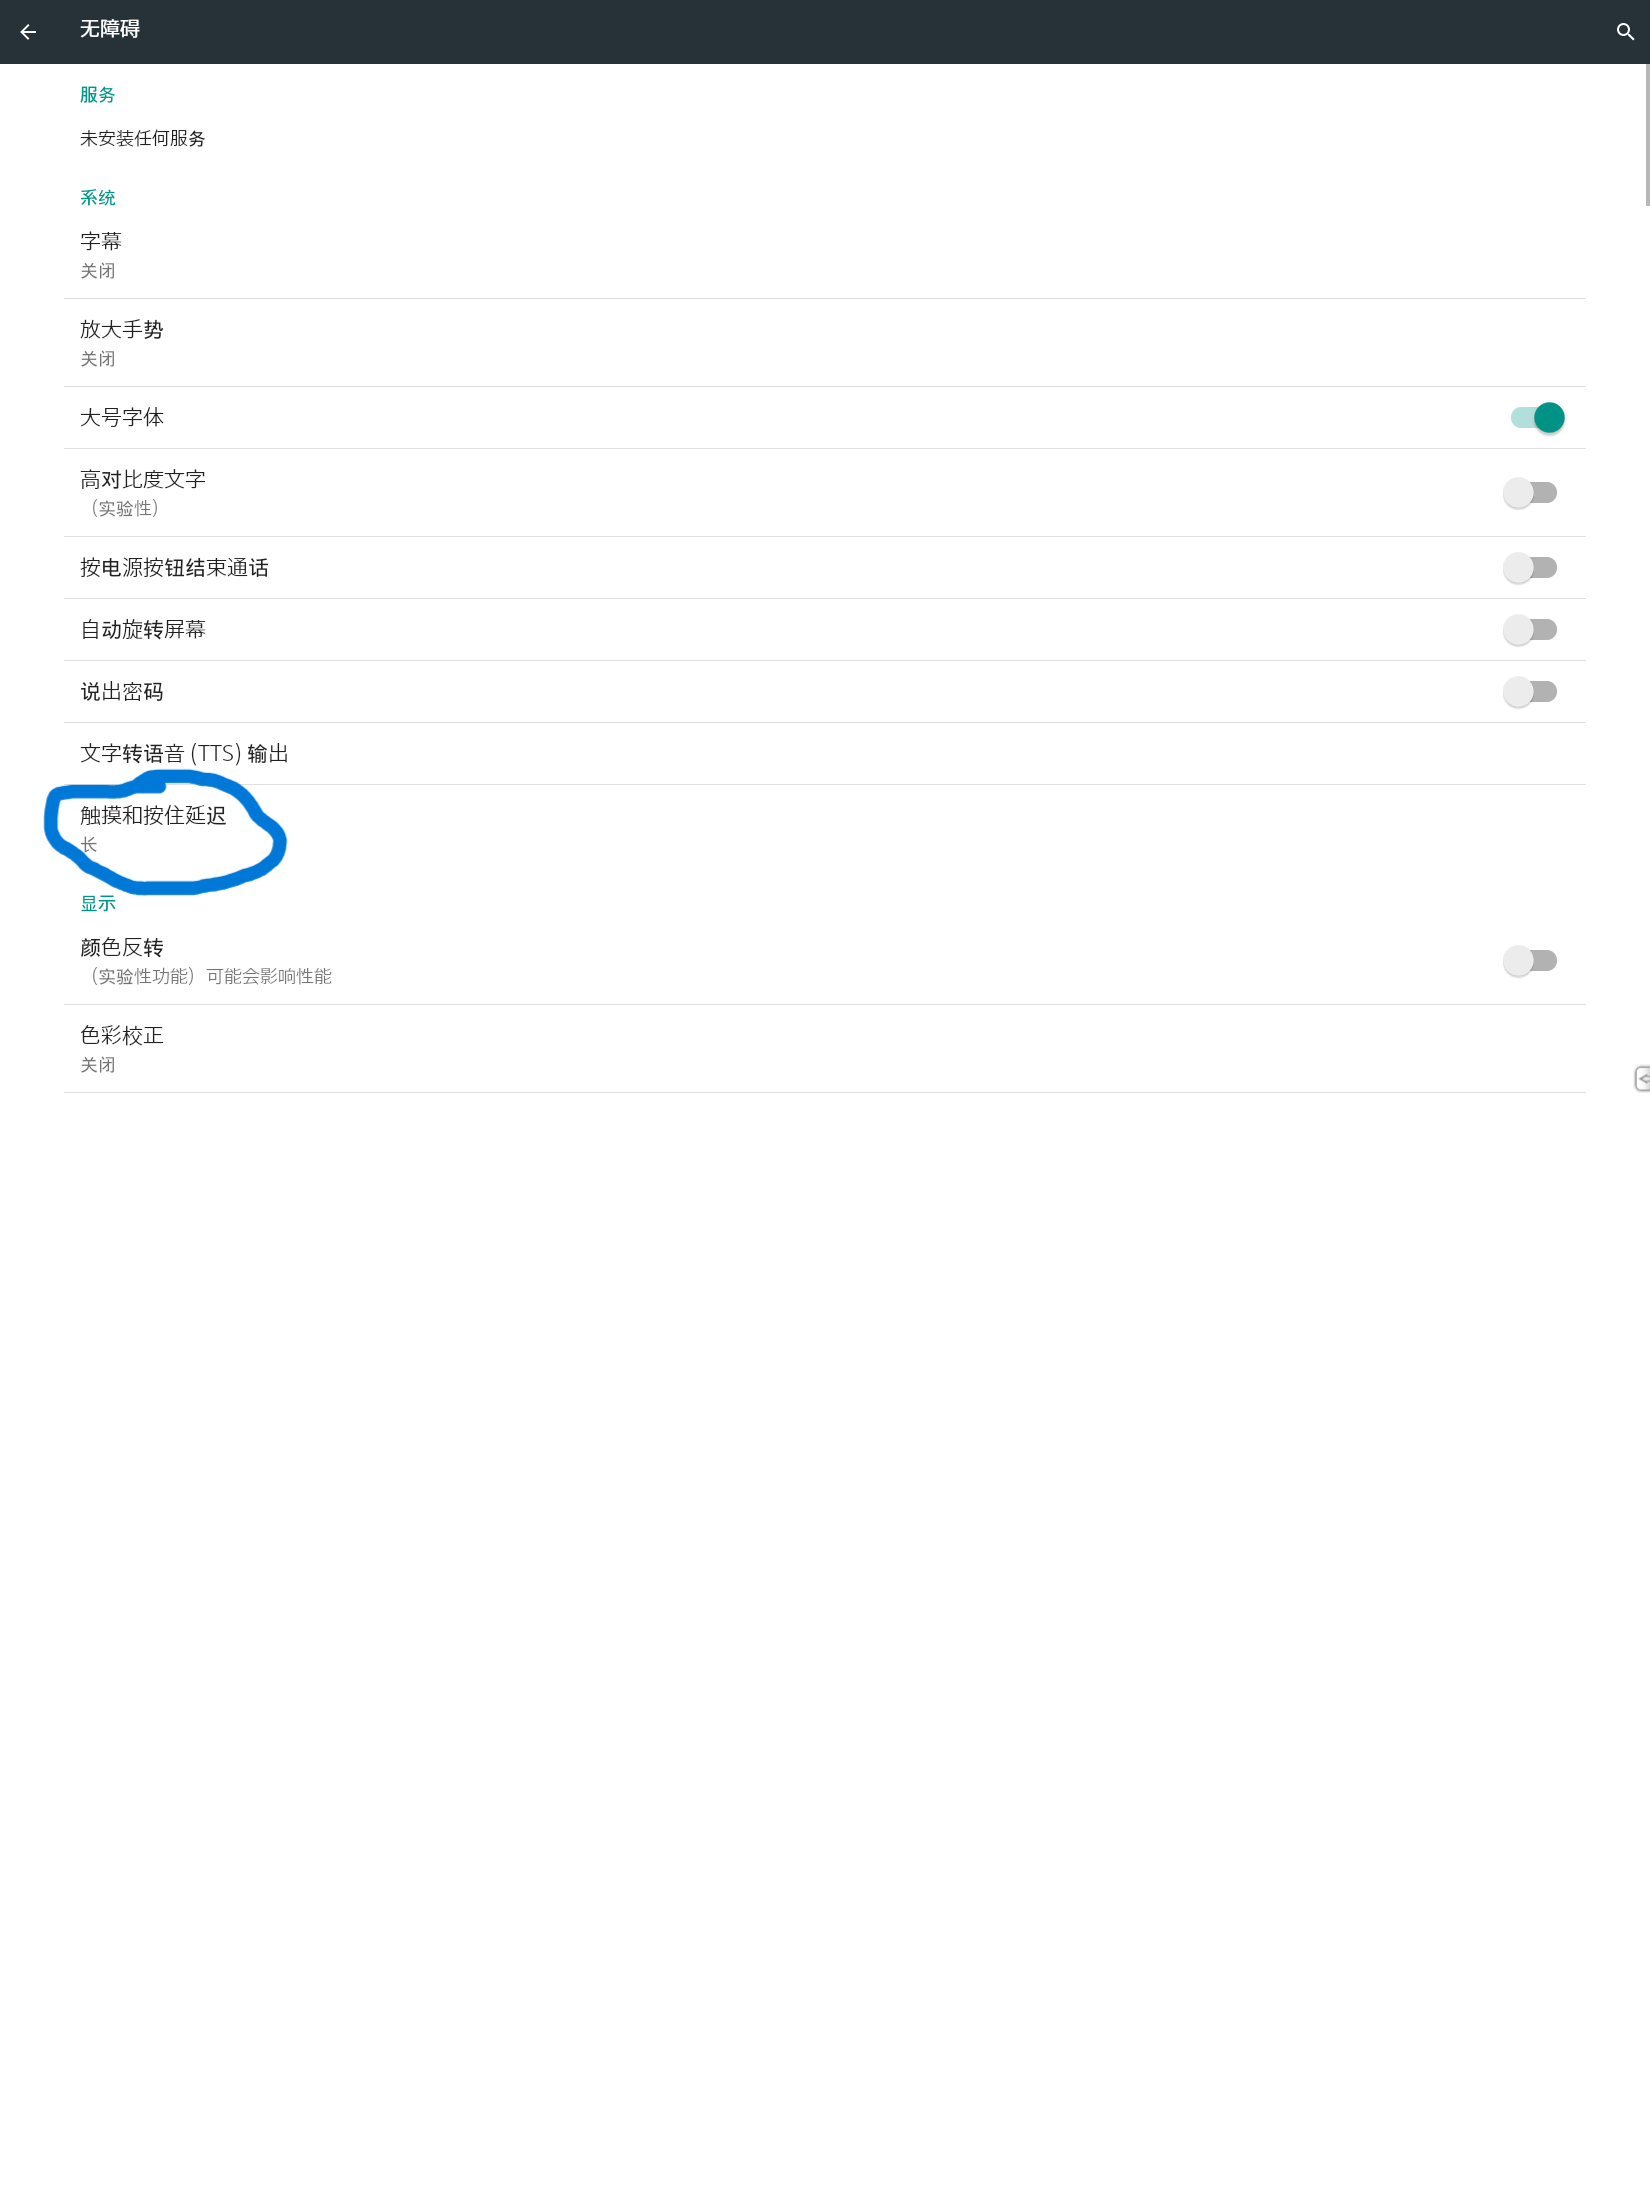 无障碍
服务
未安装任何服务
系统
字幕
关闭
放大手势
关闭
大号字体
高对比度文字
（实验性）
按电源按钮结束通话
自动旋转屏幕
说出密码
文字转语音 (TTS) 输出
触摸和按住延迟
长
显示
颜色反转
（实验性功能）可能会影响性能
色彩校正
关闭